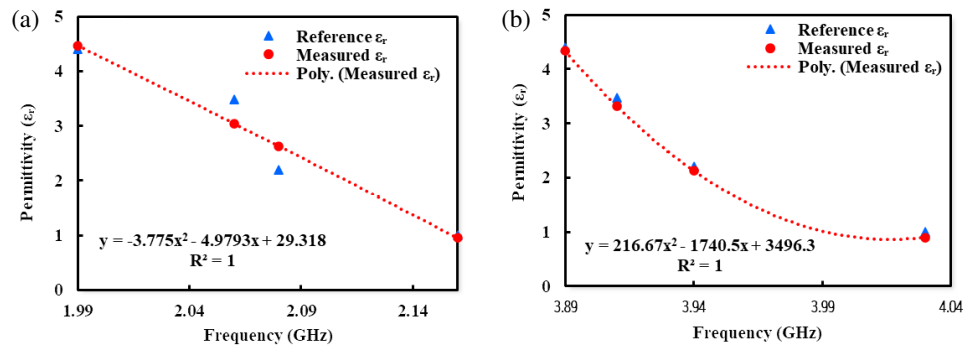 (a)
5
4
3
2
1
0
Permittivity (εᵣ)
Reference εᵣ
Measured εᵣ
Poly. (Measured εᵣ)
y = -3.775x² - 4.9793x + 29.318
R² = 1
1.99
2.04
2.09
2.14
Frequency (GHz)
(b)
5
4
3
2
1
0
Permittivity (εᵣ)
Reference εᵣ
Measured εᵣ
Poly. (Measured εᵣ)
y = 216.67x² - 1740.5x + 3496.3
R² = 1
3.89
3.94
3.99
4.04
Frequency (GHz)